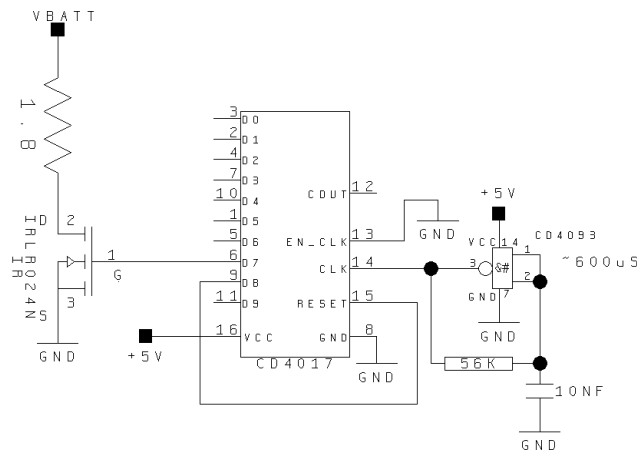 VBATT
1.8
D 2
IRLR024N
IR
1
G
S 3
GND
3 D0
2 D1
4 D2
7 D3
10 D4
1 D5
5 D6
6 D7
9 D8
11 D9
16 VCC
+5V
COUT 12
EN_CLK 13
CLK 14
RESET 15
GND 8
CD4017
GND
GND
+5V
CD4093
~600uS
VCC 14
1
3
&#
2
GND 7
GND
56K
10NF
GND